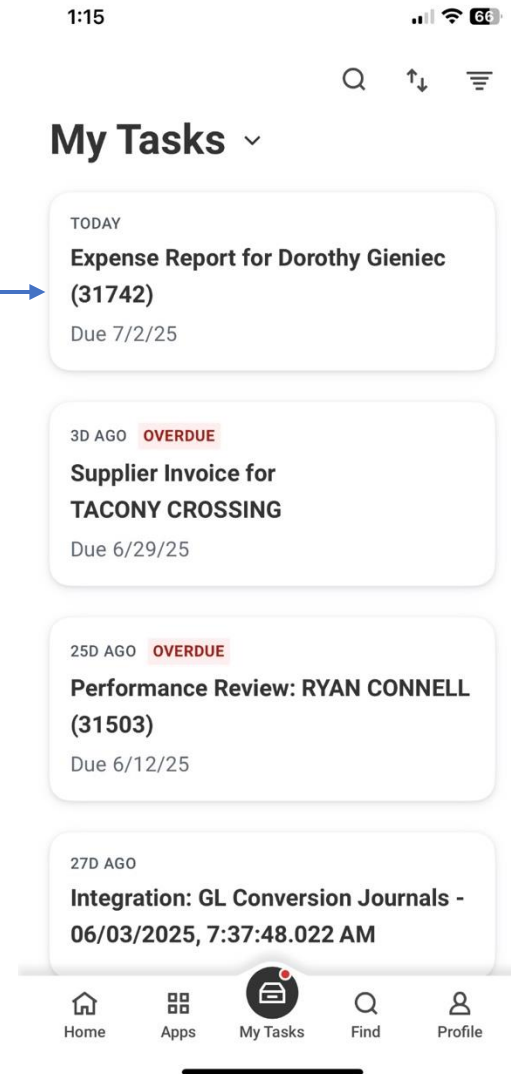 1:15
66
My Tasks
TODAY
Expense Report for Dorothy Gieniec
(31742)
Due 7/2/25
3D AGO OVERDUE
Supplier Invoice for
TACONY CROSSING
Due 6/29/25
25D AGO OVERDUE
Performance Review: RYAN CONNELL
(31503)
Due 6/12/25
27D AGO
Integration: GL Conversion Journals -
06/03/2025, 7:37:48.022 AM
Home Apps My Tasks Find Profile